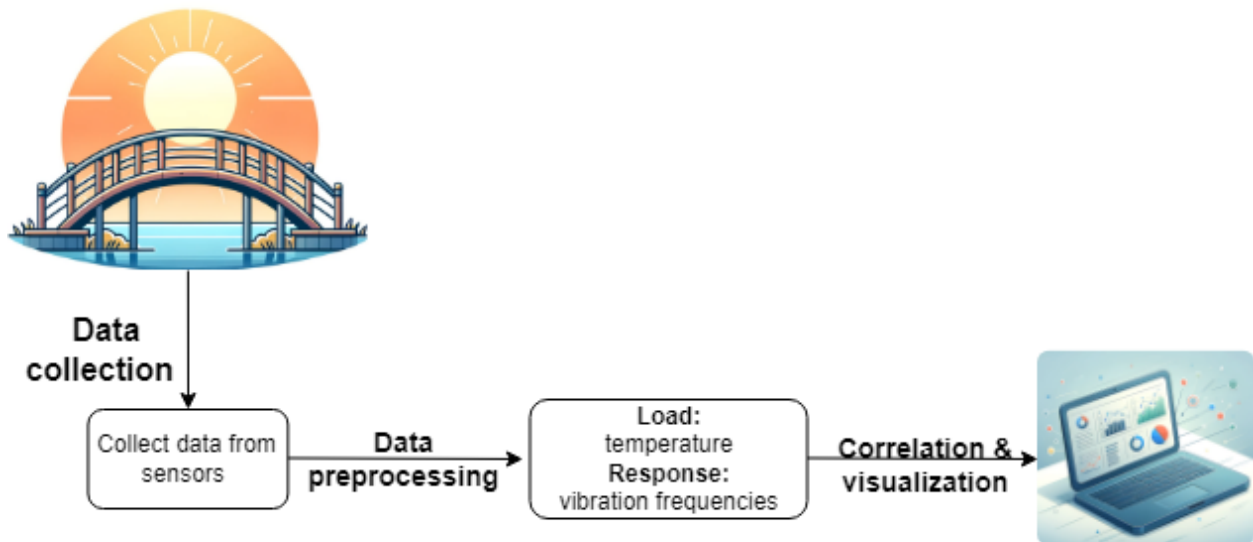 Data
collection
Collect data from
sensors
Data
preprocessing
Load:
temperature
Response:
vibration frequencies
Correlation &
visualization